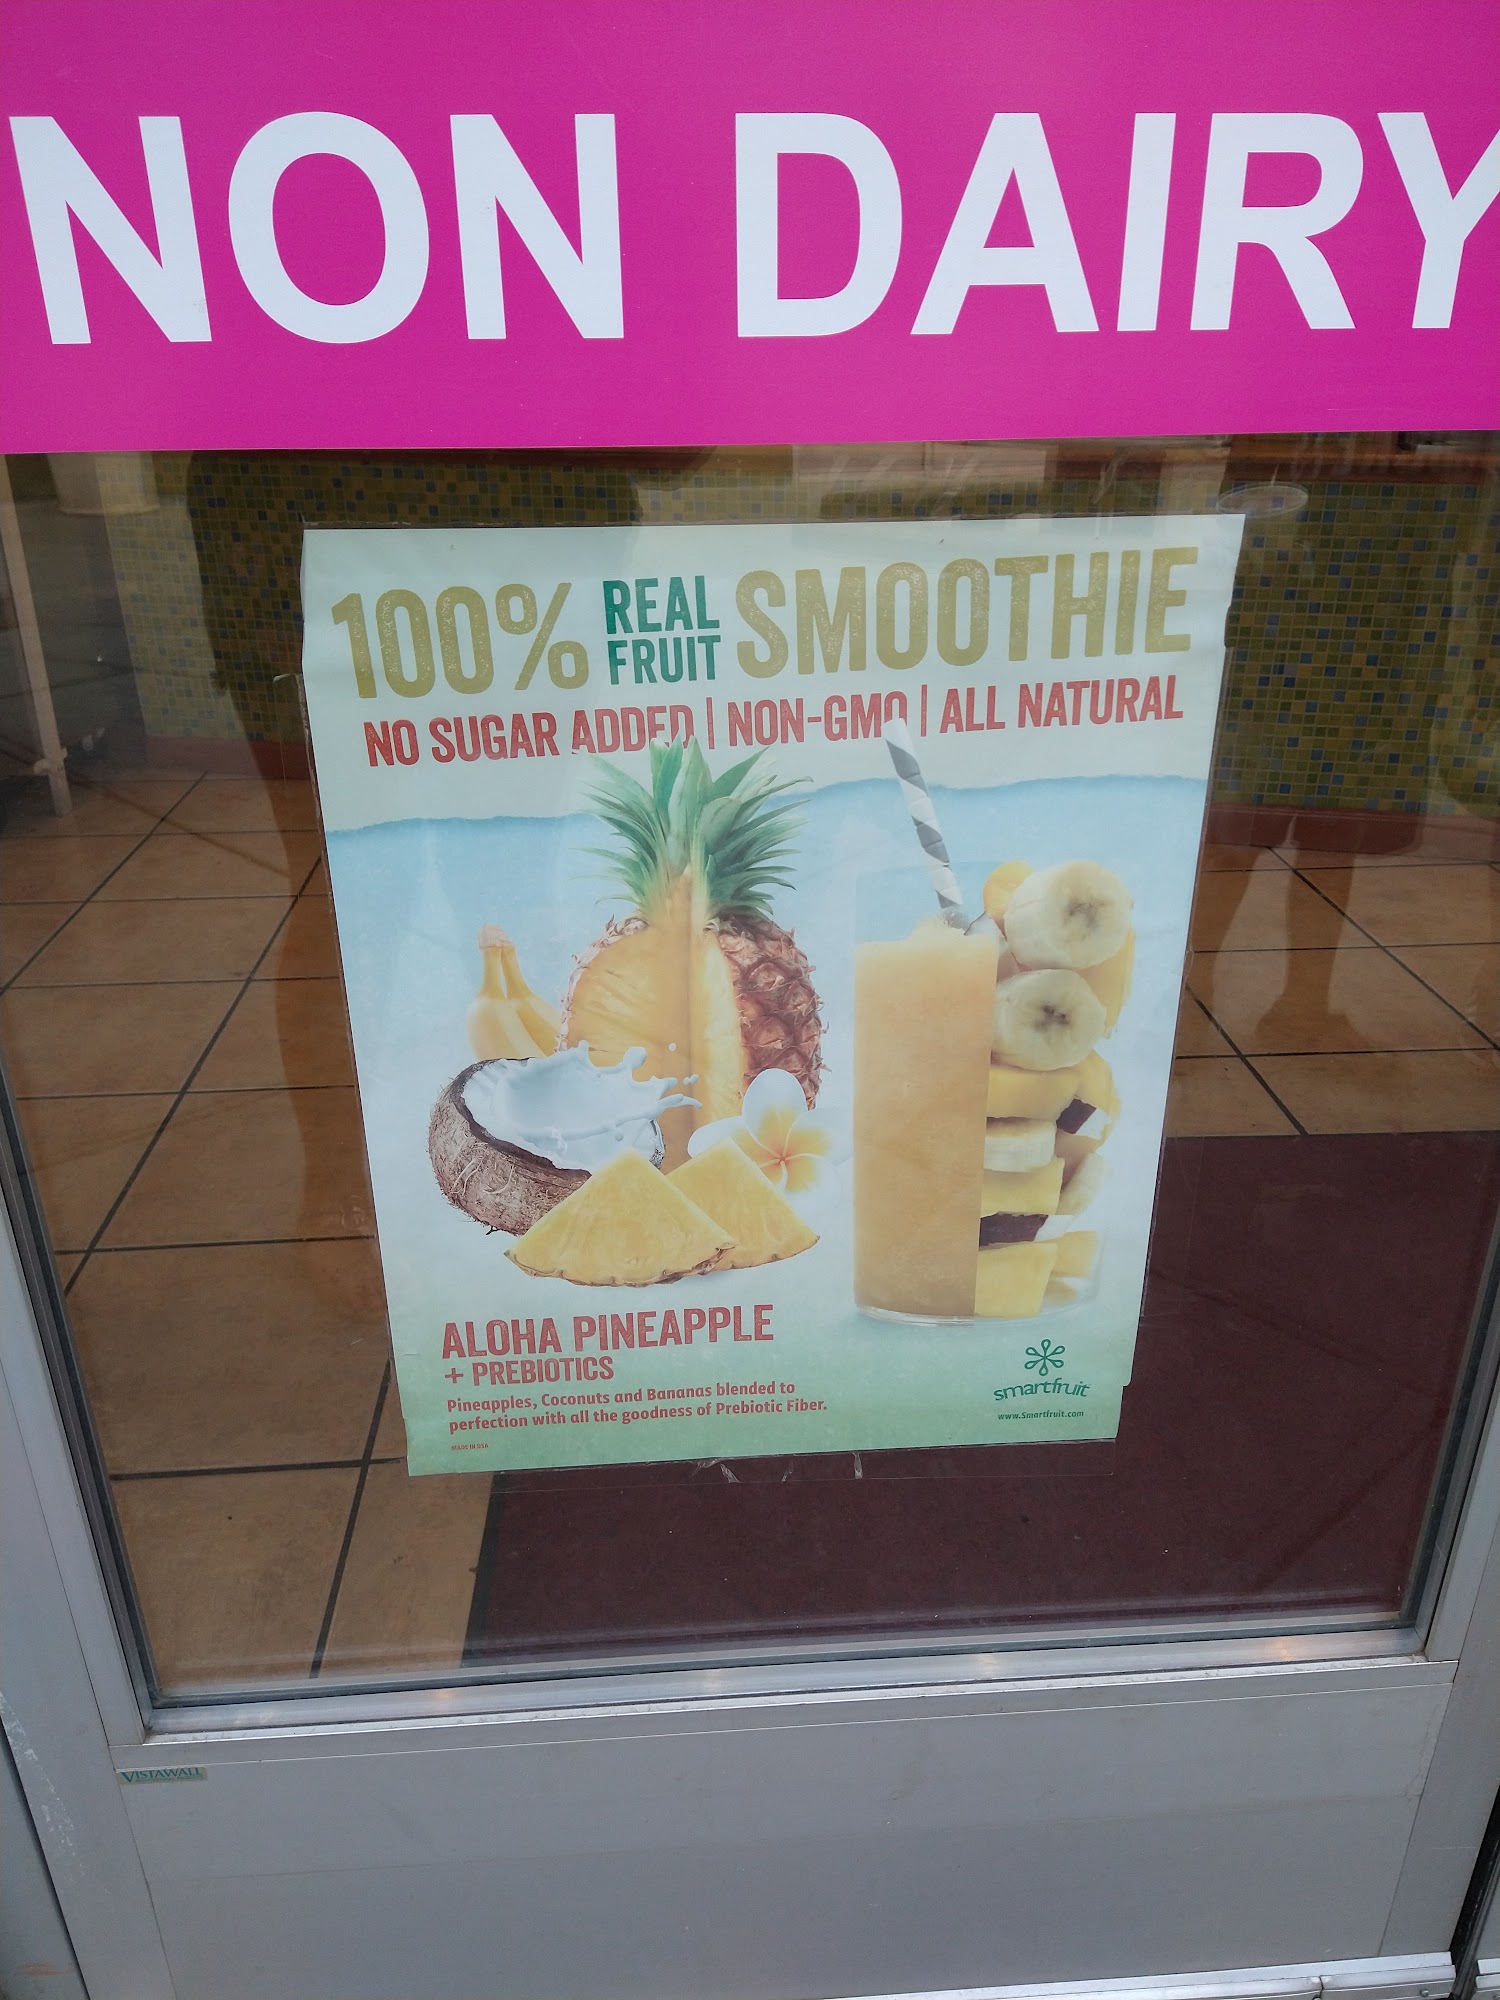 NON DAIRY
100% REAL FRUIT SMOOTHIE
NO SUGAR ADDED | NON-GMO | ALL NATURAL
ALOHA PINEAPPLE
+ PREBIOTICS
Pineapples, Coconuts and Bananas blended to
perfection with all the goodness of Prebiotic Fiber.
MADE IN USA
smartfruit
www.Smartfruit.com
VISTAWALL